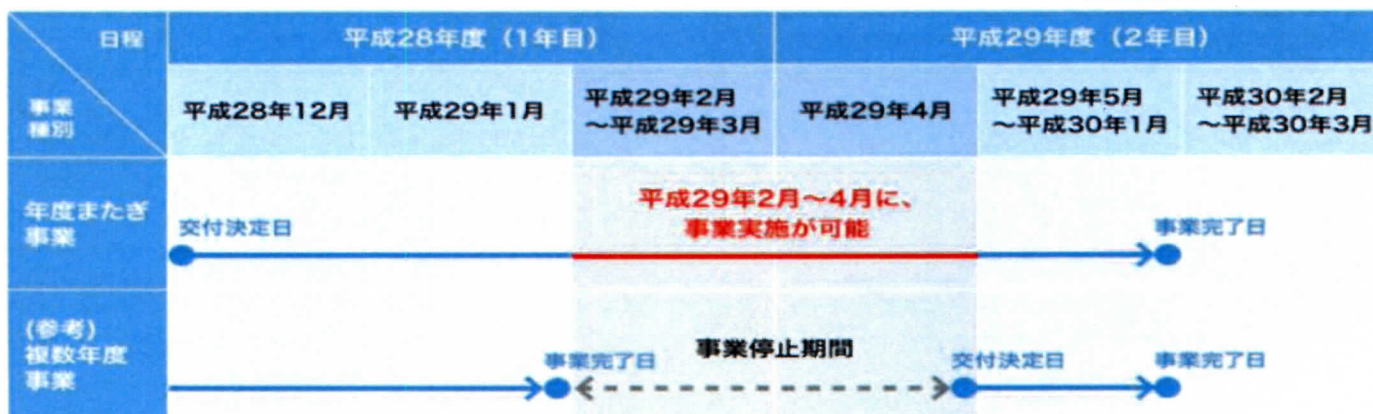 日程
平成28年度（1年目）
平成29年度（2年目）
事業
種別
平成28年12月
平成29年1月
平成29年2月
～平成29年3月
平成29年4月
平成29年5月
～平成30年1月
平成30年2月
～平成30年3月
年度またぎ
事業
交付決定日
平成29年2月～4月に、
事業実施が可能
事業完了日
(参考)
複数年度
事業
事業完了日
事業停止期間
交付決定日
事業完了日